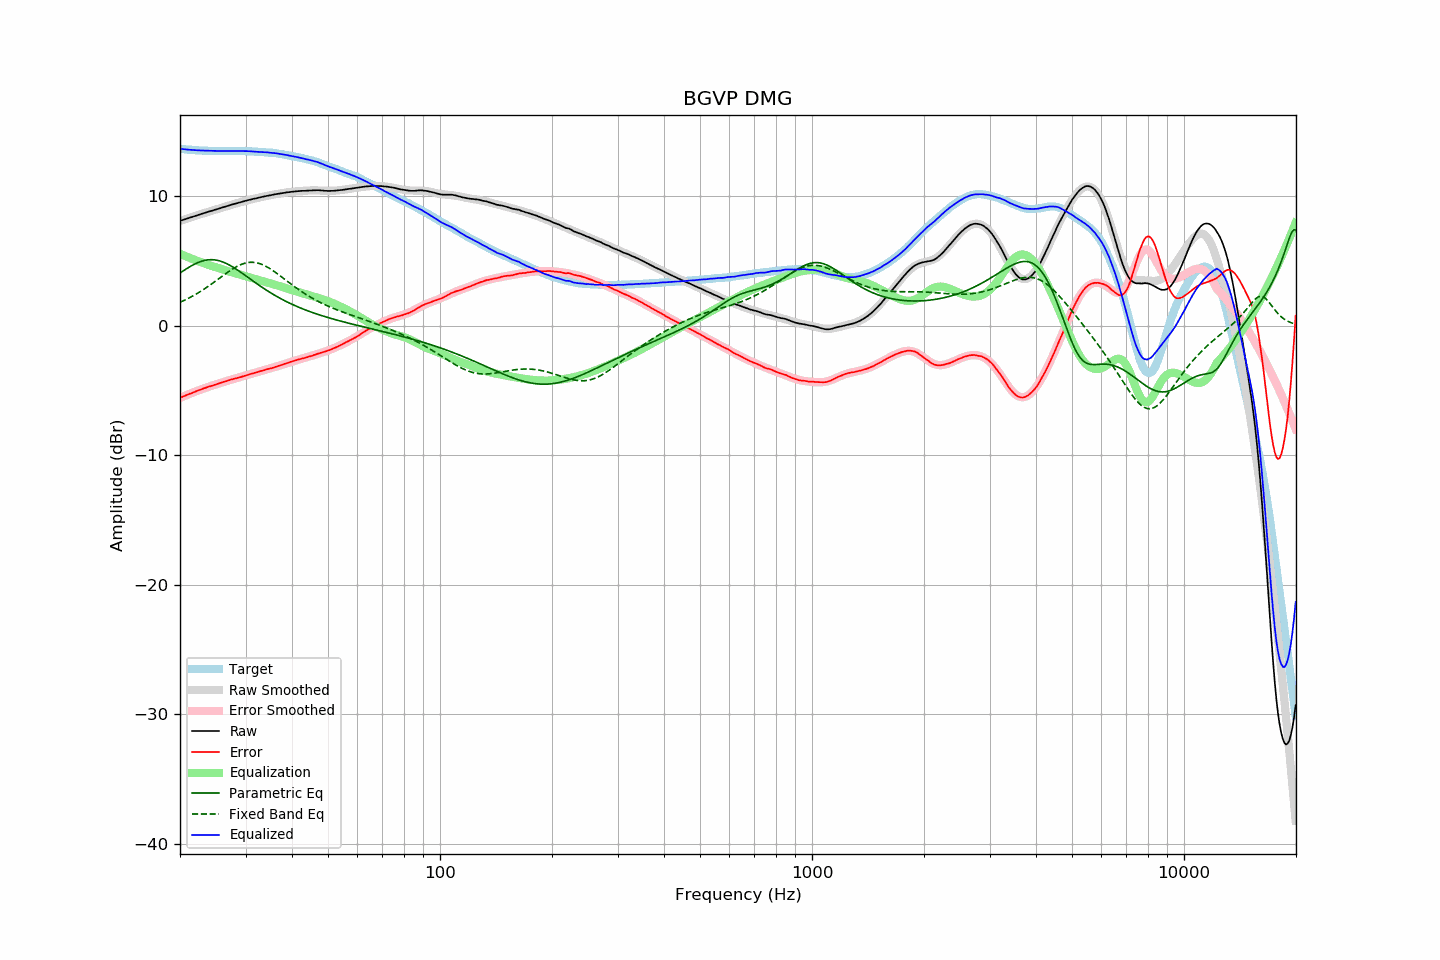 BGVP DMG
Amplitude (dBr)
10
0
−10
−20
−30
−40
Target
Raw Smoothed
Error Smoothed
Raw
Error
Equalization
Parametric Eq
Fixed Band Eq
Equalized
100 1000 10000
Frequency (Hz)